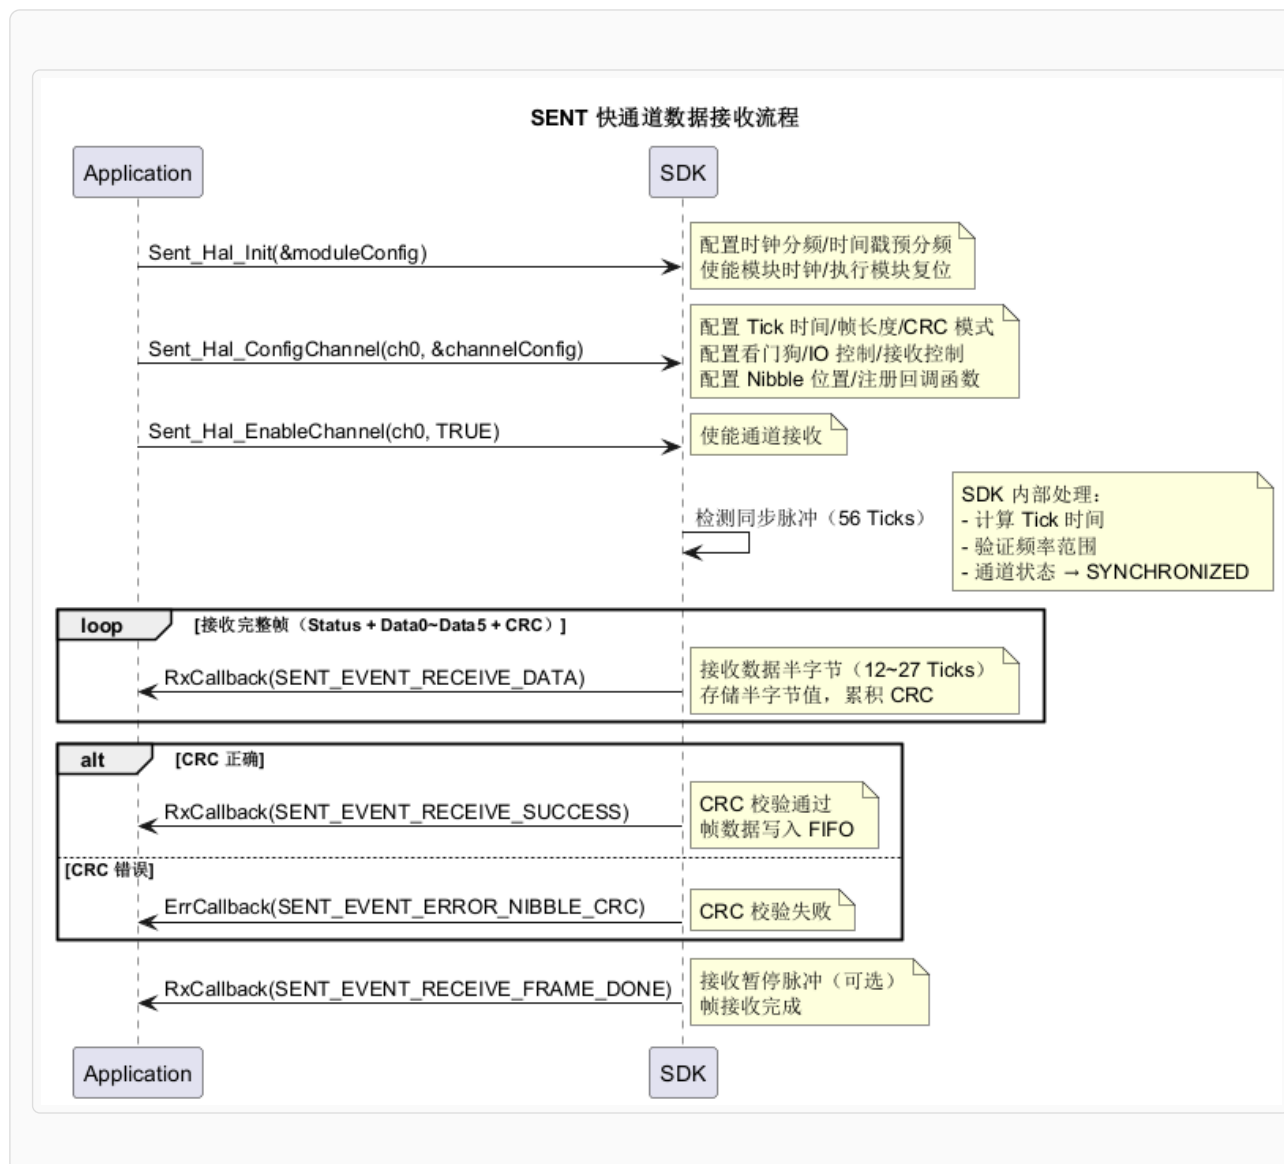 SENT 快通道数据接收流程
Application
SDK
Sent_Hal_Init(&moduleConfig)
配置时钟分频/时间戳预分频
使能模块时钟/执行模块复位
Sent_Hal_ConfigChannel(ch0, &channelConfig)
配置 Tick 时间/帧长度/CRC 模式
配置看门狗/IO 控制/接收控制
配置 Nibble 位置/注册回调函数
Sent_Hal_EnableChannel(ch0, TRUE)
使能通道接收
检测同步脉冲（56 Ticks）
SDK 内部处理：
- 计算 Tick 时间
- 验证频率范围
- 通道状态 → SYNCHRONIZED
loop
[接收完整帧（Status + Data0~Data5 + CRC）]
RxCallback(SENT_EVENT_RECEIVE_DATA)
接收数据半字节（12~27 Ticks）
存储半字节值，累积 CRC
alt
[CRC 正确]
RxCallback(SENT_EVENT_RECEIVE_SUCCESS)
CRC 校验通过
帧数据写入 FIFO
[CRC 错误]
ErrCallback(SENT_EVENT_ERROR_NIBBLE_CRC)
CRC 校验失败
RxCallback(SENT_EVENT_RECEIVE_FRAME_DONE)
接收暂停脉冲（可选）
帧接收完成
Application
SDK